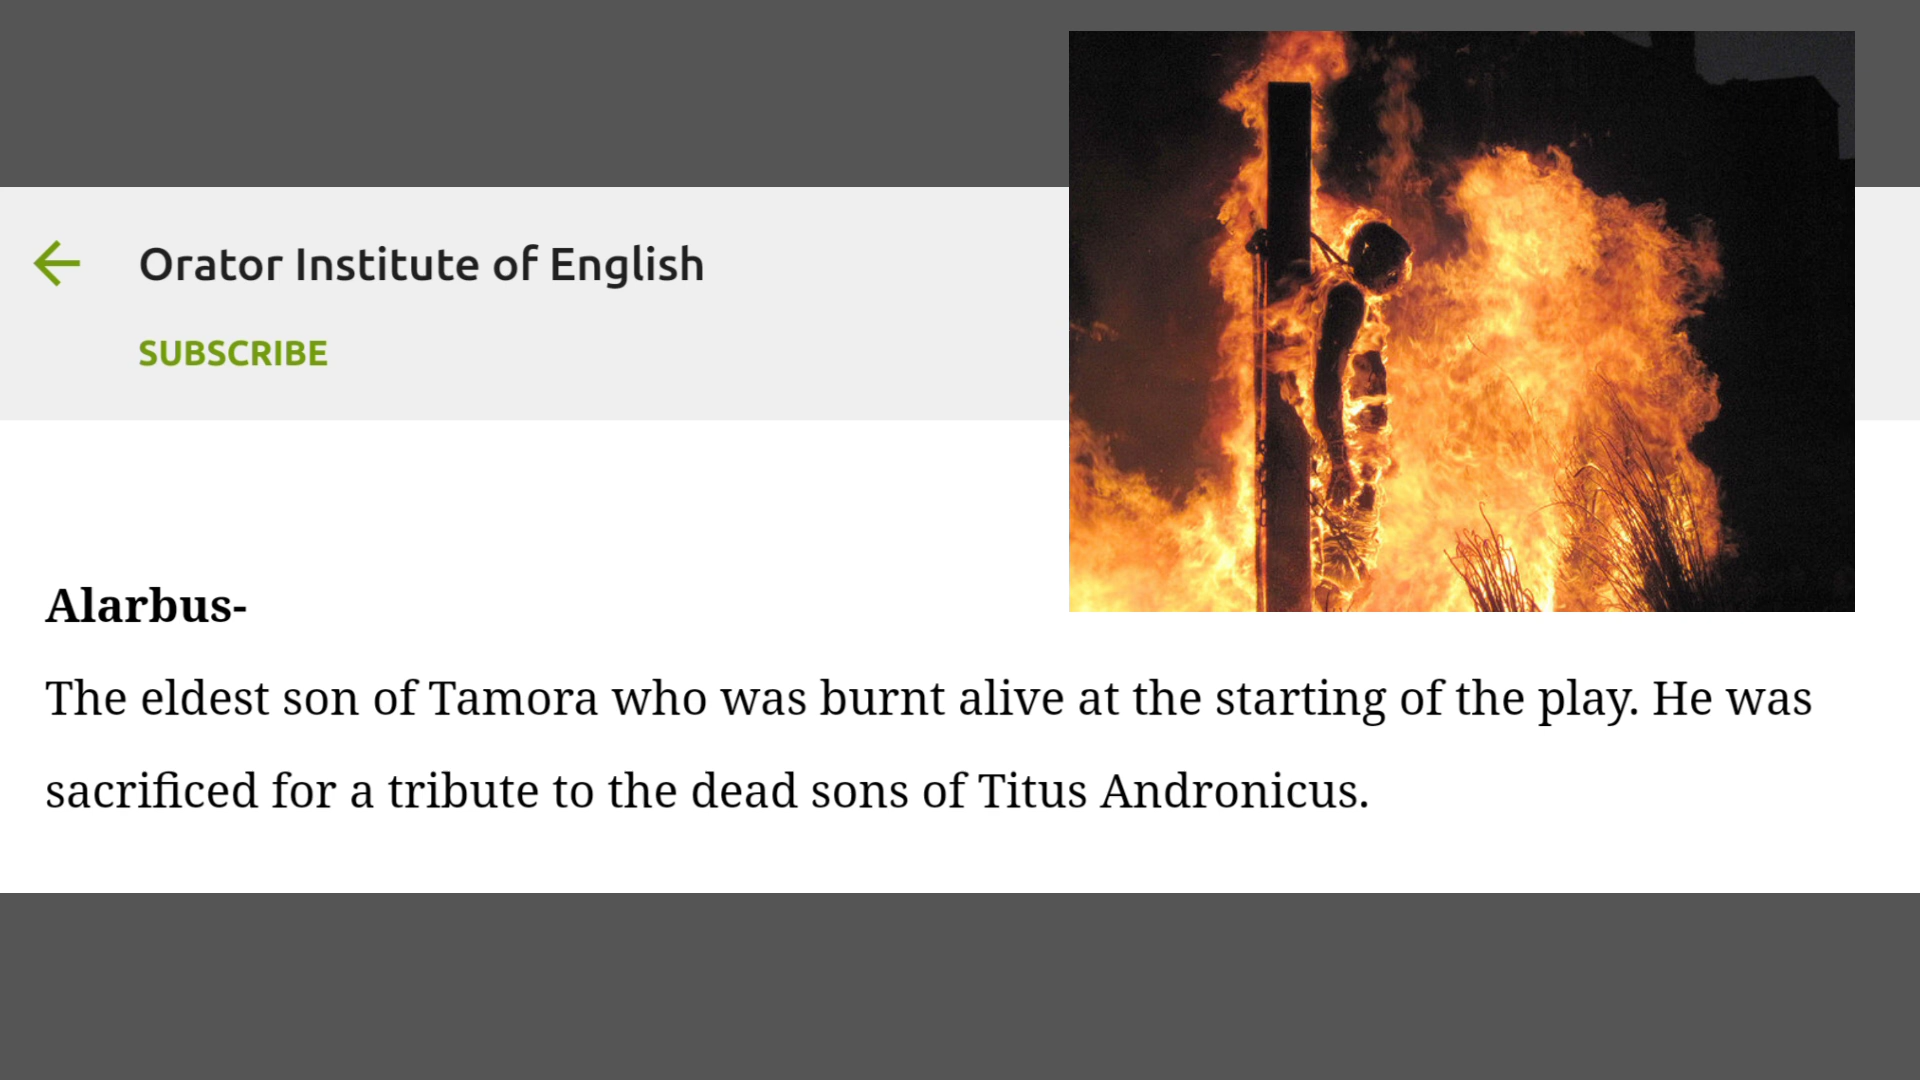 Orator Institute of English
SUBSCRIBE
Alarbus-
The eldest son of Tamora who was burnt alive at the starting of the play. He was
sacrificed for a tribute to the dead sons of Titus Andronicus.